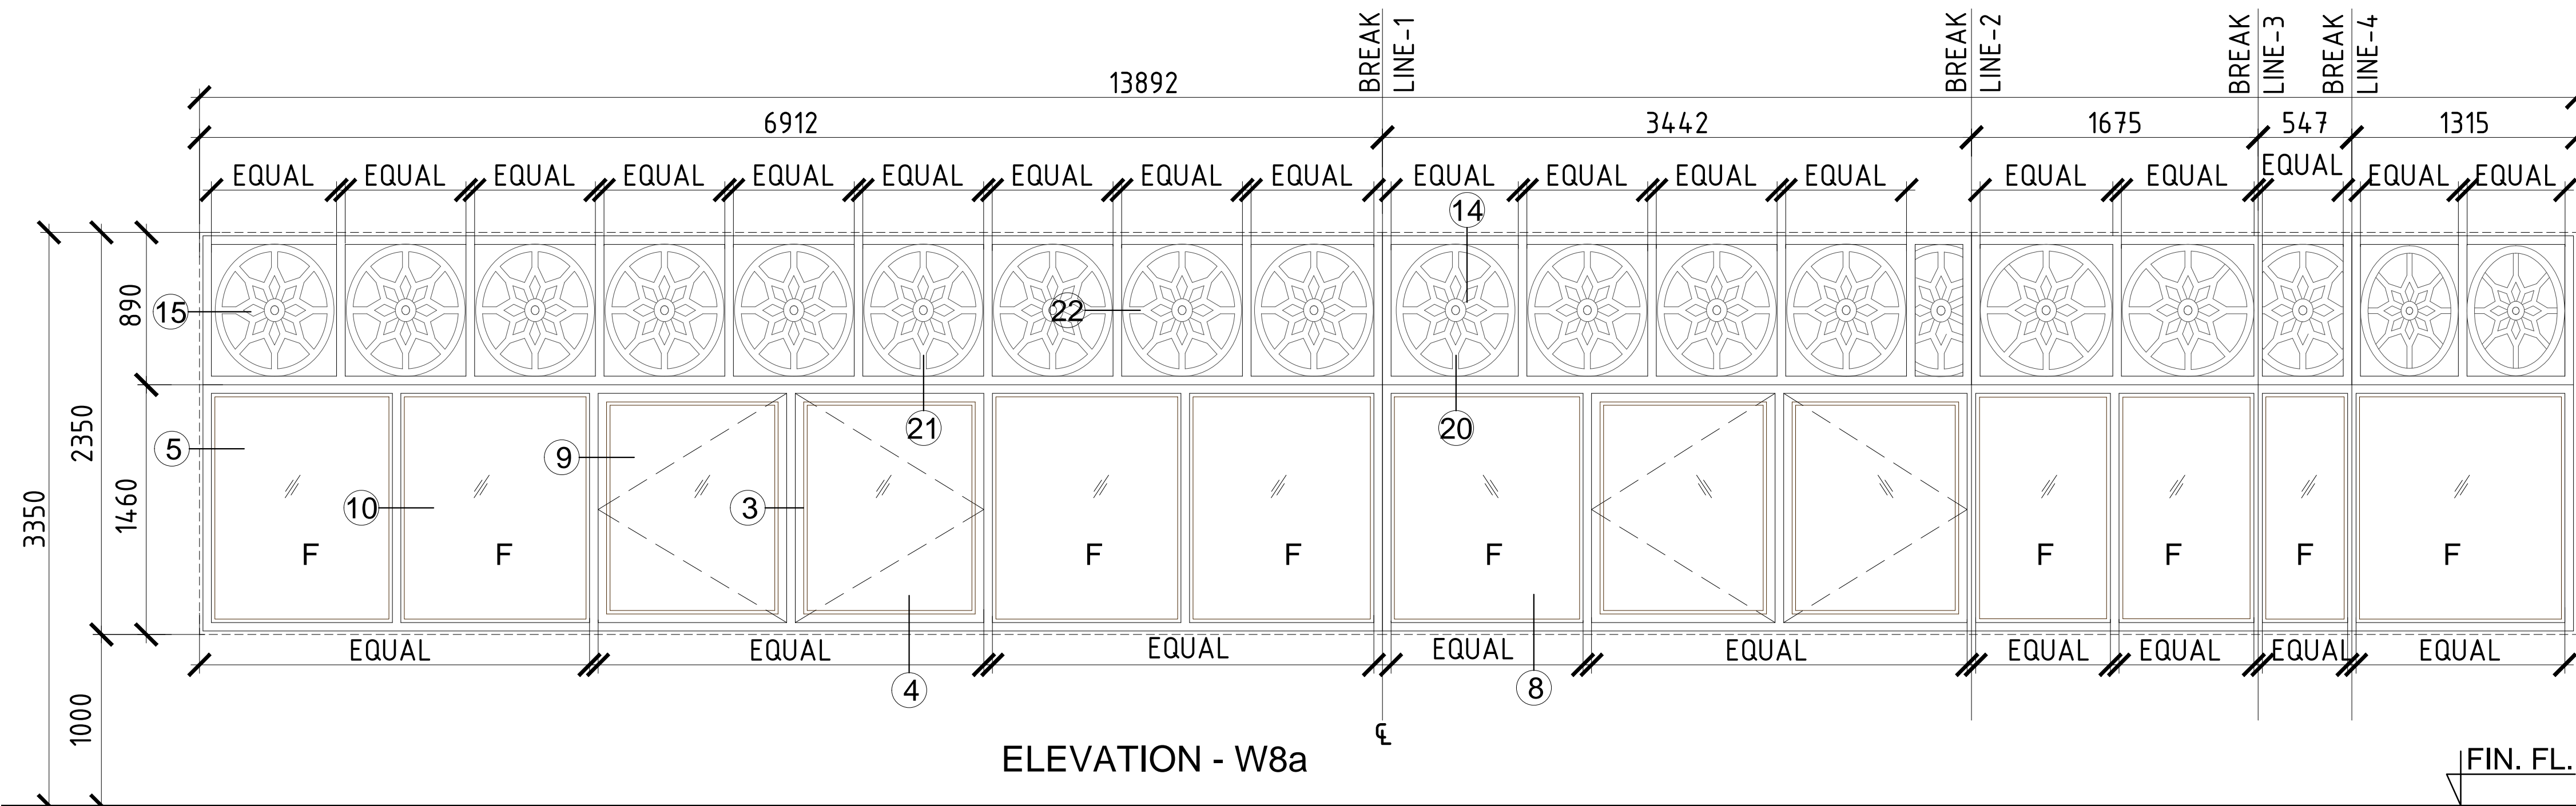 BREAK LINE-1
BREAK LINE-2
BREAK LINE-3
BREAK LINE-4
13892
6912 3442 1675 547 1315
EQUAL EQUAL EQUAL EQUAL EQUAL EQUAL EQUAL EQUAL EQUAL EQUAL EQUAL EQUAL EQUAL EQUAL EQUAL EQUAL EQUAL EQUAL
14
890
15
22
21
20
3350
2350
1460
5
9
10
3
F F F F F F F F F
EQUAL EQUAL EQUAL EQUAL EQUAL EQUAL EQUAL EQUAL EQUAL
4
8
1000
℄
ELEVATION - W8a
FIN. FL.